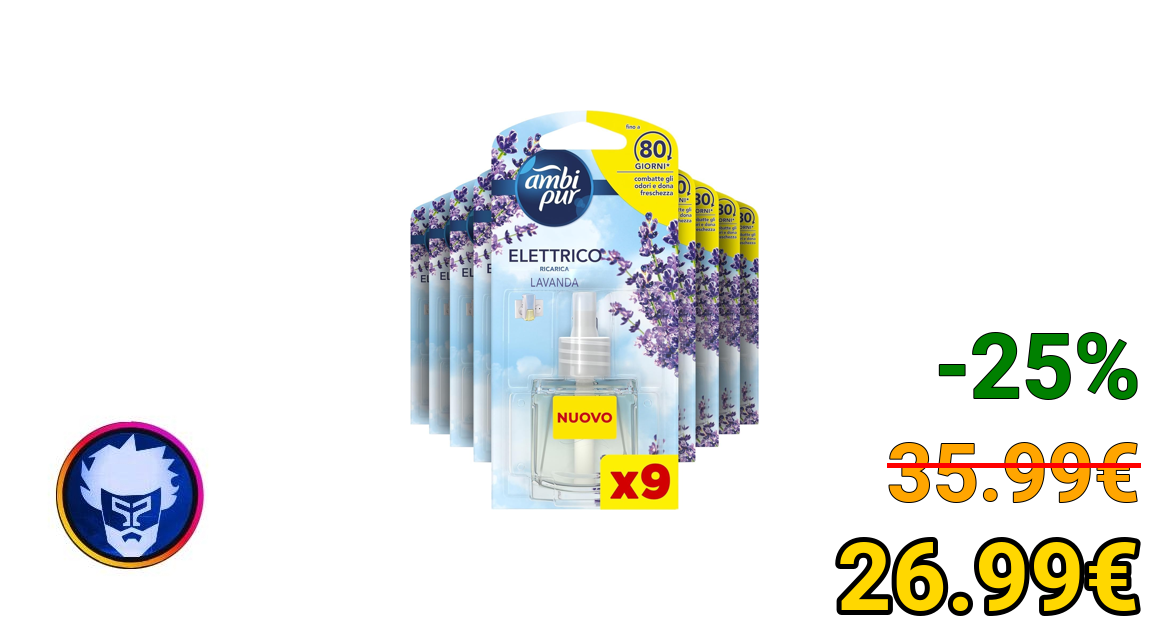 fino a
80
GIORNI*
combatte gli
odori e dona
freschezza
ambi
pur
ELETTRICO
RICARICA
LAVANDA
NUOVO
x9
-25%
35.99€
26.99€